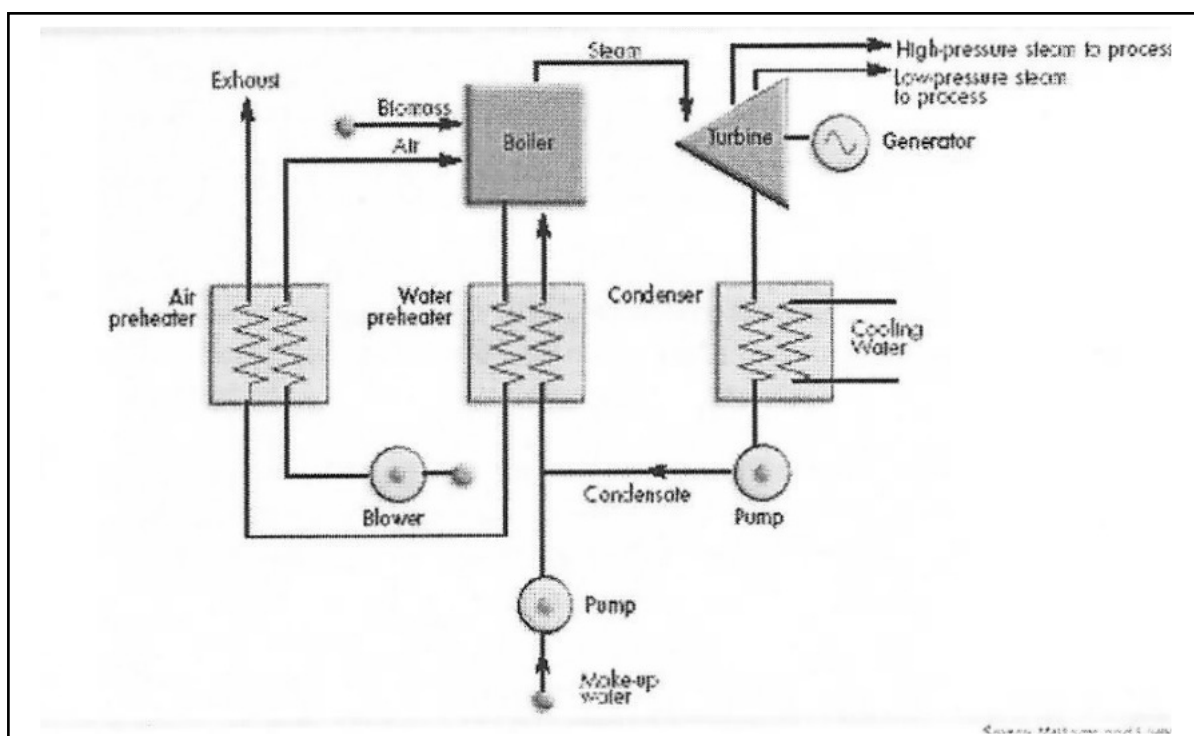 Steam
High-pressure steam to process
Low-pressure steam
to process
Exhaust
Biomass
Boiler
Turbine
Generator
Air
Air
preheater
Water
preheater
Condenser
Cooling
Water
Blower
Condensate
Pump
Pump
Make-up
water